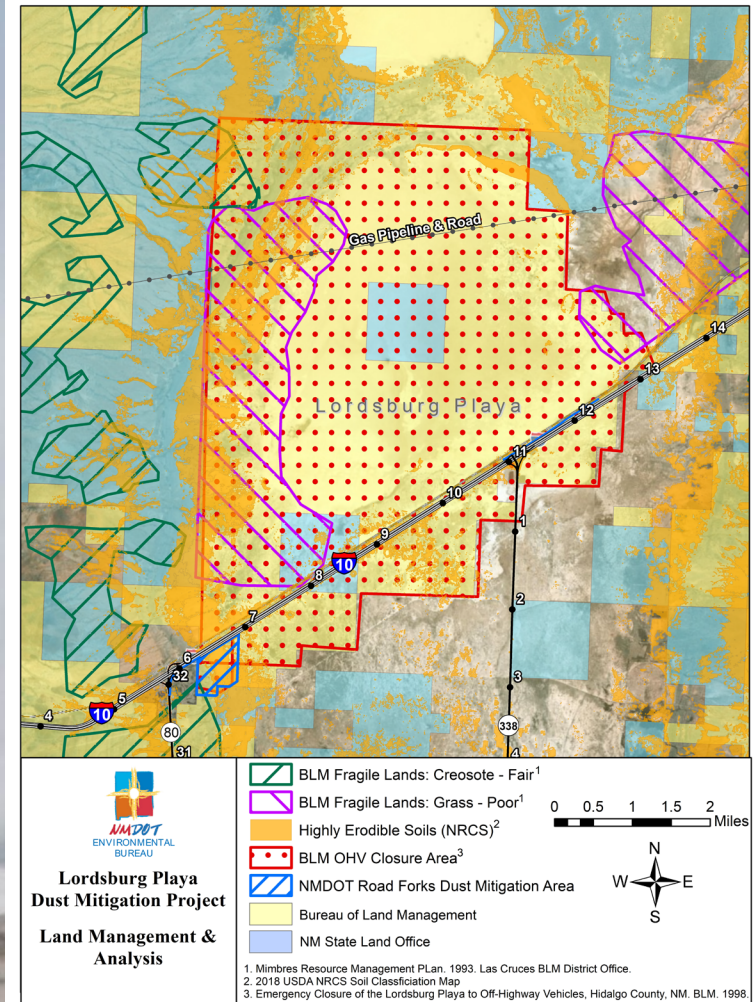 Gas Pipeline & Road
14
13
Lordsburg Playa
12
11
10
1
9
10
8
2
7
6
32
3
5
10
4
338
80
31
4
NMDOT
ENVIRONMENTAL
BUREAU
Lordsburg Playa
Dust Mitigation Project
Land Management &
Analysis
BLM Fragile Lands: Creosote - Fair¹
BLM Fragile Lands: Grass - Poor¹
Highly Erodible Soils (NRCS)²
BLM OHV Closure Area³
NMDOT Road Forks Dust Mitigation Area
Bureau of Land Management
NM State Land Office
0 0.5 1 1.5 2
Miles
N
W E
S
1. Mimbres Resource Management PLan. 1993. Las Cruces BLM District Office.
2. 2018 USDA NRCS Soil Classfication Map
3. Emergency Closure of the Lordsburg Playa to Off-Highway Vehicles, Hidalgo County, NM. BLM. 1998.